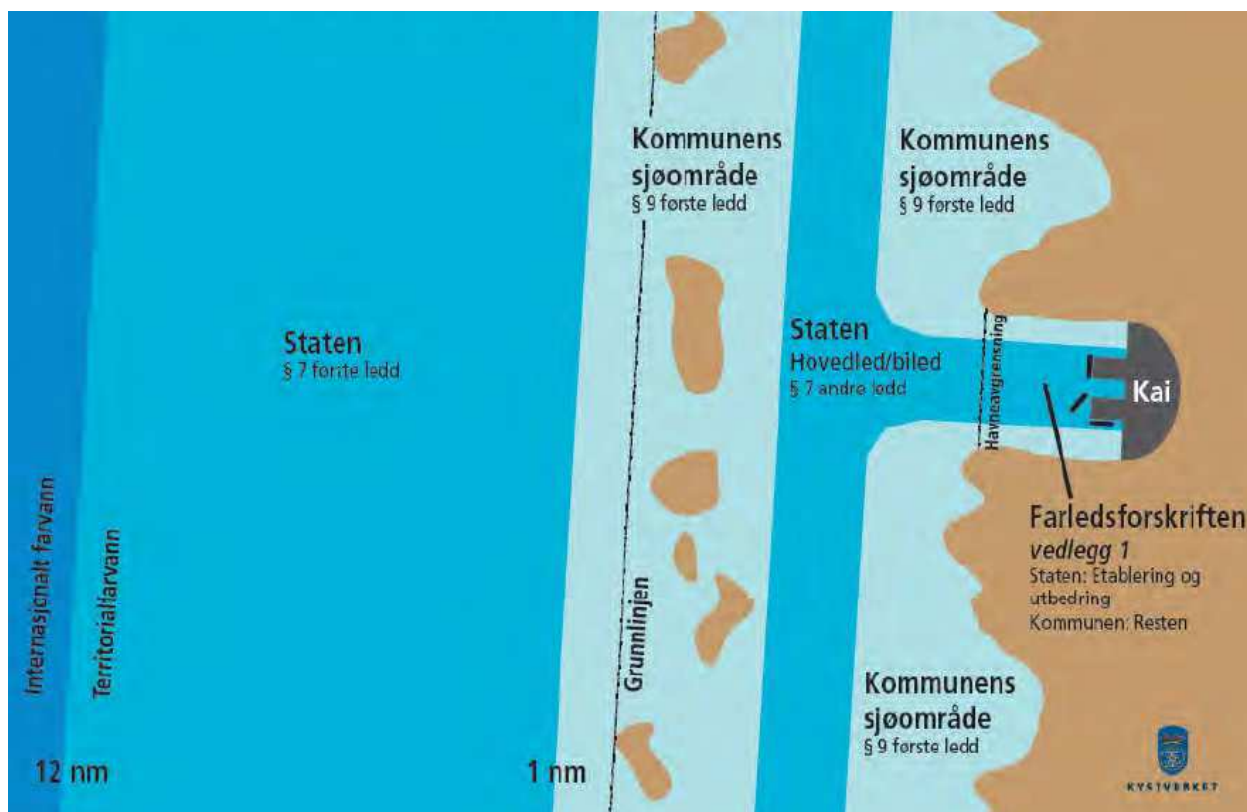 Kommunens
sjøområde
§ 9 første ledd
Kommunens
sjøområde
§ 9 første ledd
Staten
§ 7 første ledd
Staten
Hovedled/biled
§ 7 andre ledd
Havneavgrensning
Kai
Farledsforskriften
vedlegg 1
Staten: Etablering og
utbedring
Kommunen: Resten
Internasjonalt farvann
Territorialfarvann
Grunnlinjen
Kommunens
sjøområde
§ 9 første ledd
12 nm
1 nm
KYSTVERKET